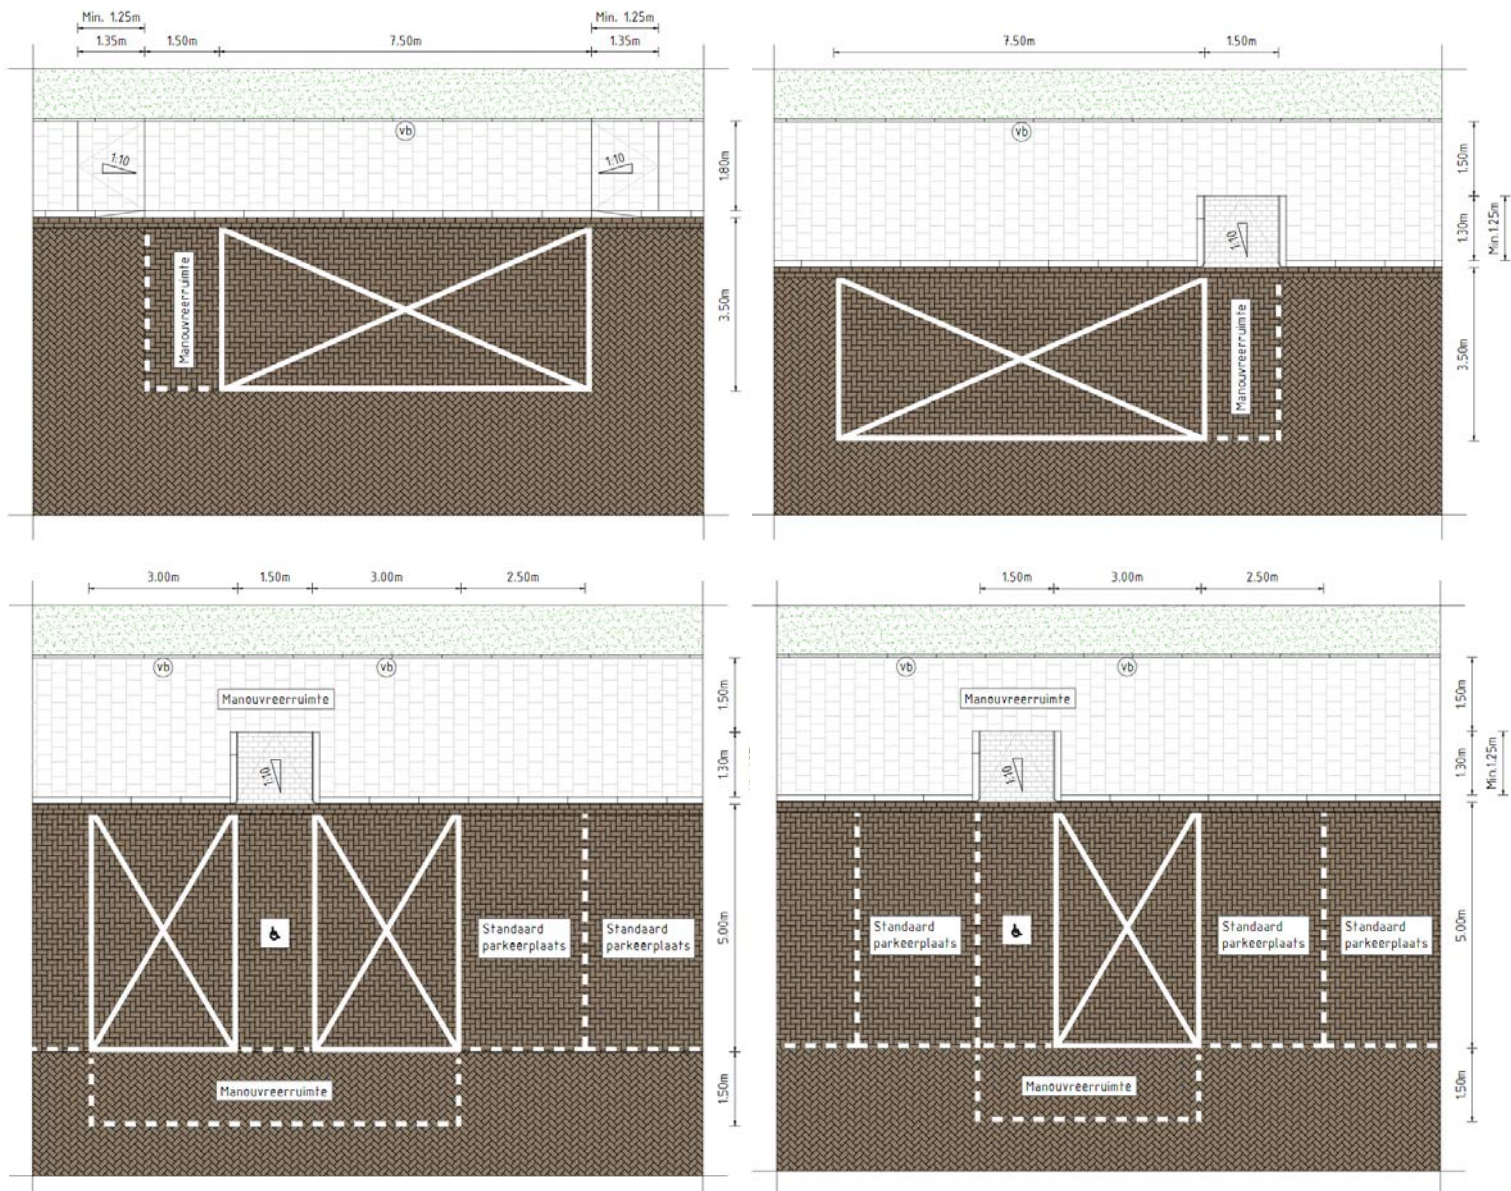 Min. 1.25m
Min. 1.25m
1.35m
1.50m
7.50m
1.35m
vb
1:10
1:10
1.80m
Manouvreerruimte
3.50m
7.50m
1.50m
vb
1.50m
1:10
1.30m
Min.1.25m
Manouvreerruimte
3.50m
3.00m
1.50m
3.00m
2.50m
vb
vb
Manouvreerruimte
1.50m
1:10
1.30m
Standaard
parkeerplaats
Standaard
parkeerplaats
5.00m
Manouvreerruimte
1.50m
1.50m
3.00m
2.50m
vb
vb
Manouvreerruimte
1.50m
1:10
1.30m
Min.1.25m
Standaard
parkeerplaats
Standaard
parkeerplaats
Standaard
parkeerplaats
5.00m
Manouvreerruimte
1.50m